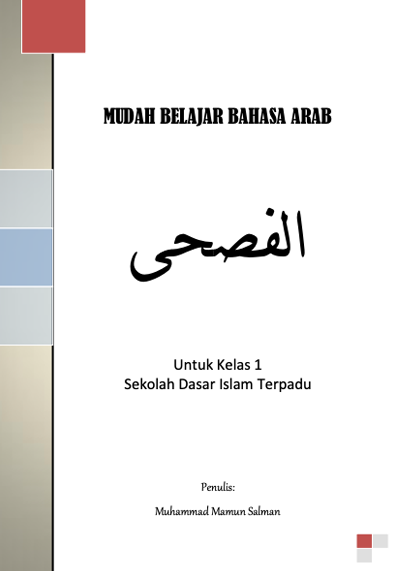 MUDAH BELAJAR BAHASA ARAB
الفصحى
Untuk Kelas 1
Sekolah Dasar Islam Terpadu
Penulis:
Muhammad Mamun Salman